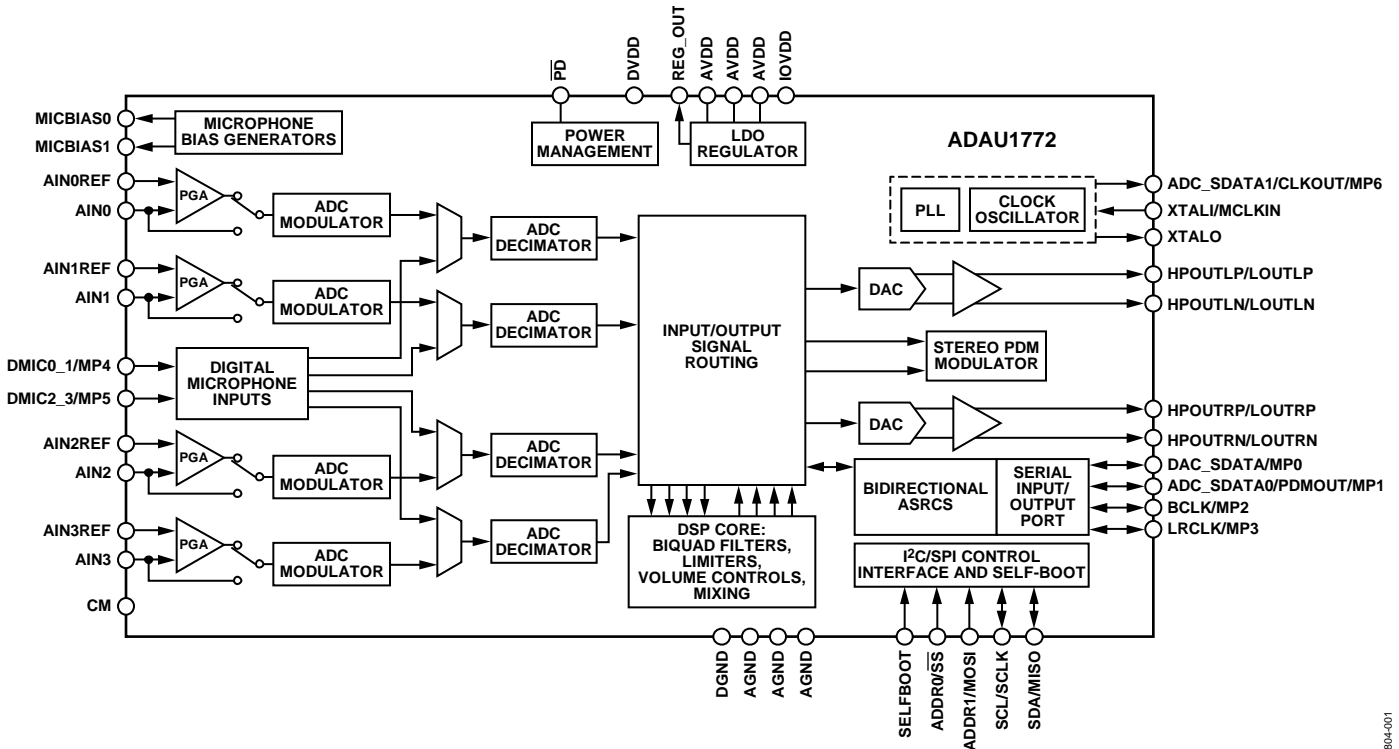 PD
DVDD
REG_OUT
AVDD
AVDD
AVDD
IOVDD
MICBIAS0
MICBIAS1
MICROPHONE
BIAS GENERATORS
POWER
MANAGEMENT
LDO
REGULATOR
ADAU1772
AIN0REF
AIN0
PGA
ADC
MODULATOR
ADC
DECIMATOR
PLL
CLOCK
OSCILLATOR
ADC_SDATA1/CLKOUT/MP6
XTALI/MCLKIN
XTALO
AIN1REF
AIN1
PGA
ADC
MODULATOR
ADC
DECIMATOR
INPUT/OUTPUT
SIGNAL
ROUTING
DAC
HPOUTLP/LOUTLP
HPOUTLN/LOUTLN
DMIC0_1/MP4
DMIC2_3/MP5
DIGITAL
MICROPHONE
INPUTS
STEREO PDM
MODULATOR
AIN2REF
AIN2
PGA
ADC
MODULATOR
ADC
DECIMATOR
DAC
HPOUTRP/LOUTRP
HPOUTRN/LOUTRN
AIN3REF
AIN3
PGA
ADC
MODULATOR
ADC
DECIMATOR
BIDIRECTIONAL
ASRCS
SERIAL
INPUT/
OUTPUT
PORT
DAC_SDATA/MP0
ADC_SDATA0/PDMOUT/MP1
BCLK/MP2
LRCLK/MP3
CM
DSP CORE:
BIQUAD FILTERS,
LIMITERS,
VOLUME CONTROLS,
MIXING
I²C/SPI CONTROL
INTERFACE AND SELF-BOOT
DGND
AGND
AGND
AGND
SELFBOOT
ADDR0/SS
ADDR1/MOSI
SCL/SCLK
SDA/MISO
804-001